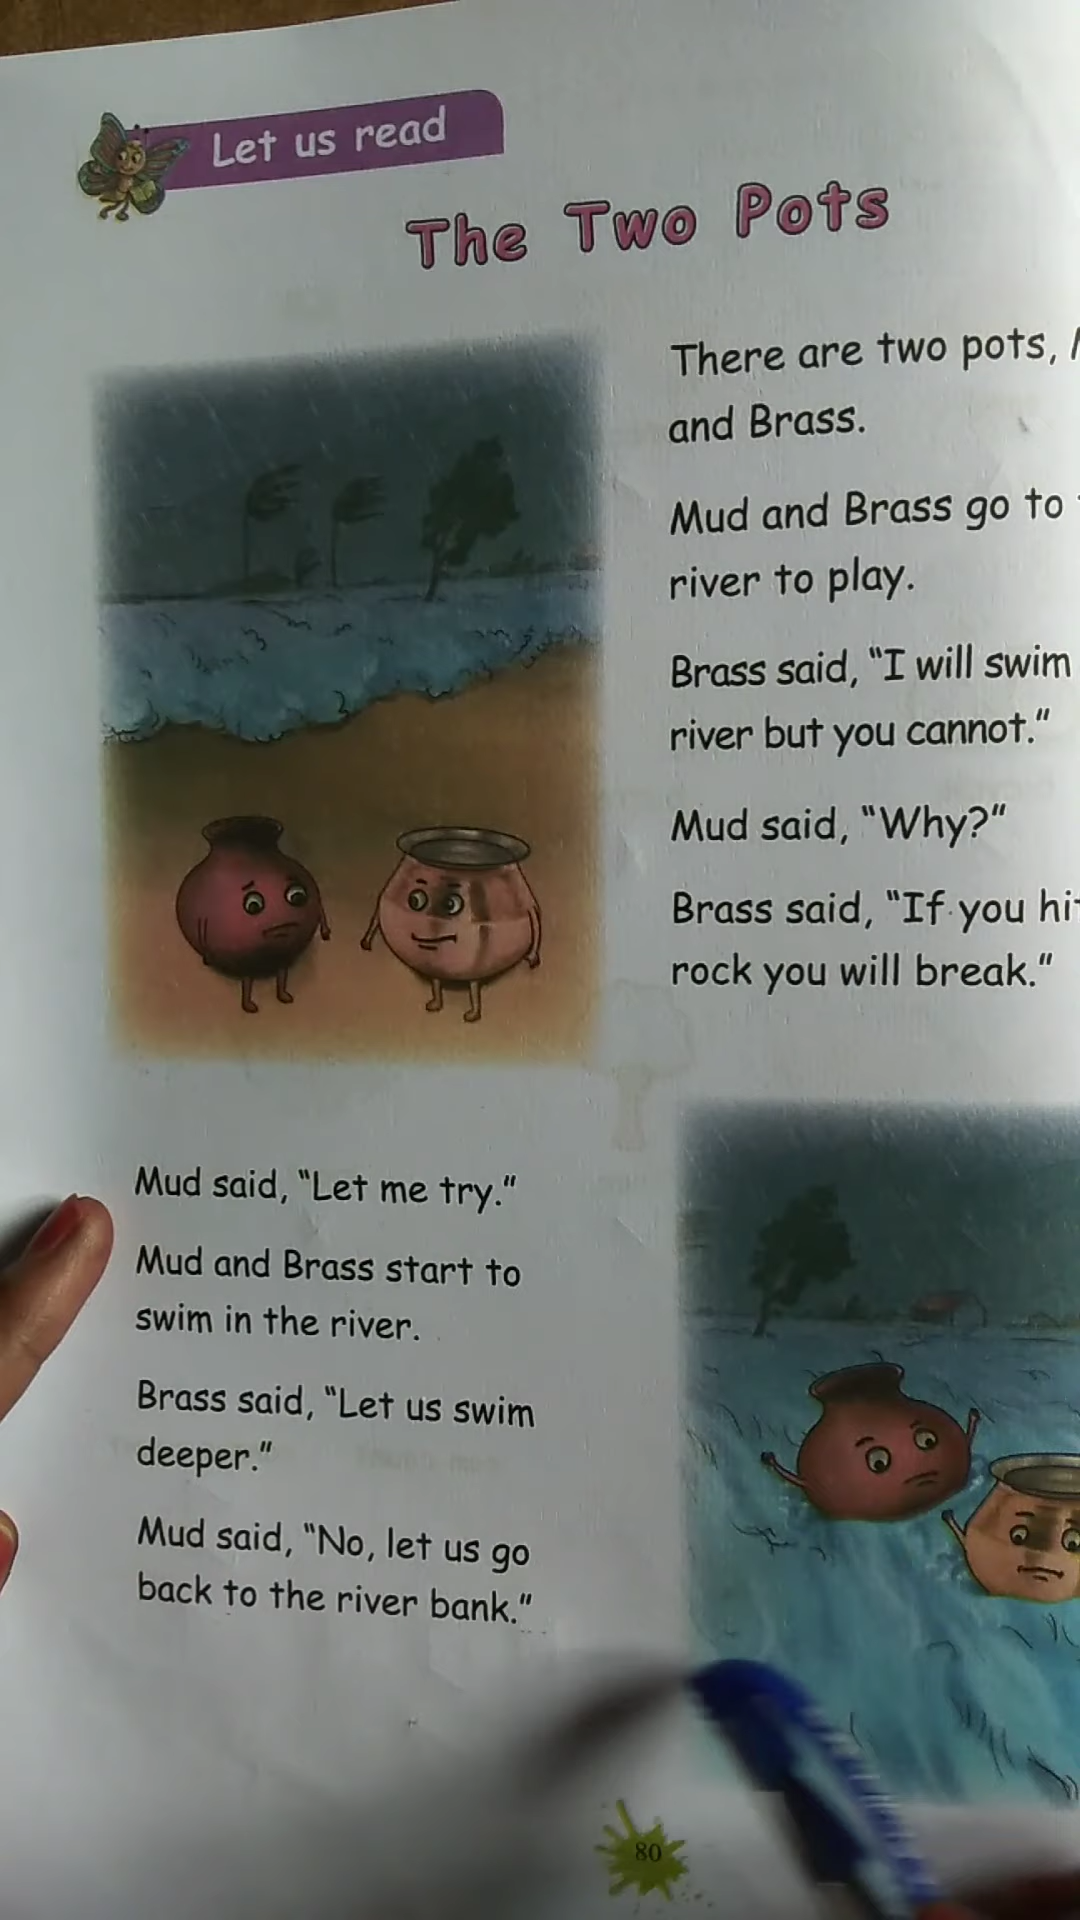 Let us read
The Two Pots
There are two pots,
and Brass.
Mud and Brass go to
river to play.
Brass said, "I will swim
river but you cannot."
Mud said, "Why?"
Brass said, "If you
rock you will break."
Mud said, "Let me try."
Mud and Brass start to
swim in the river.
Brass said, "Let us swim
deeper."
Mud said, "No, let us go
back to the river bank."
80